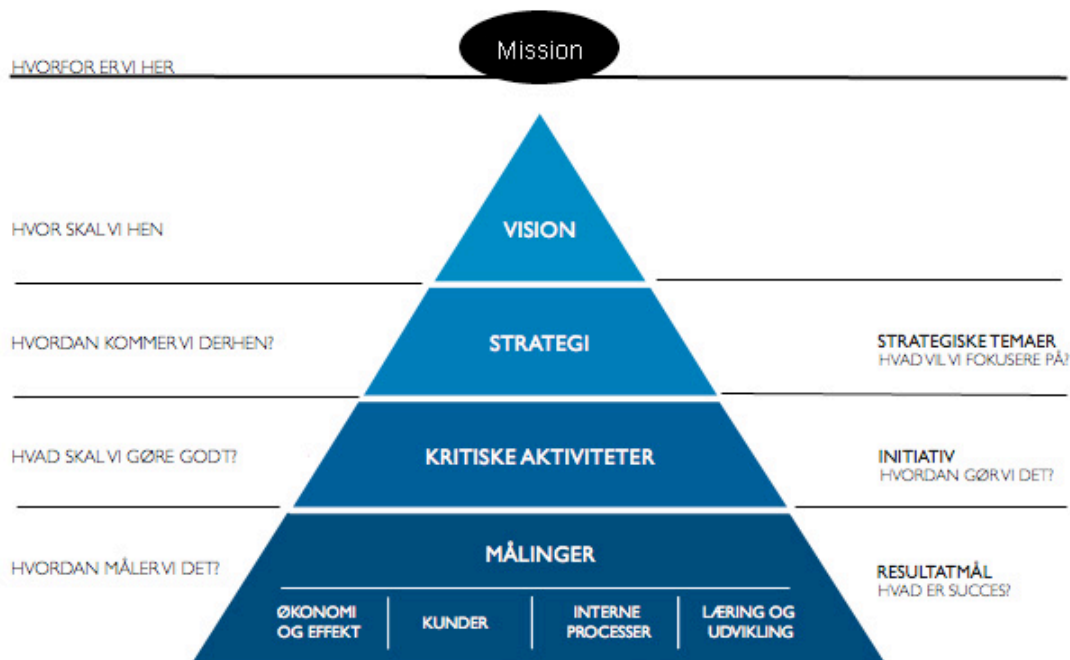 Mission
HVORFOR ER VI HER
HVOR SKAL VI HEN
VISION
HVORDAN KOMMER VI DERHEN?
STRATEGI
STRATEGISKE TEMAER
HVAD VIL VI FOKUSERE PÅ?
HVAD SKAL VI GØRE GODT?
KRITISKE AKTIVITETER
INITIATIV
HVORDAN GØR VI DET?
HVORDAN MÅLER VI DET?
MÅLINGER
RESULTATMÅL
HVAD ER SUCCES?
ØKONOMI
OG EFFEKT
KUNDER
INTERNE
PROCESSER
LÆRING OG
UDVIKLING